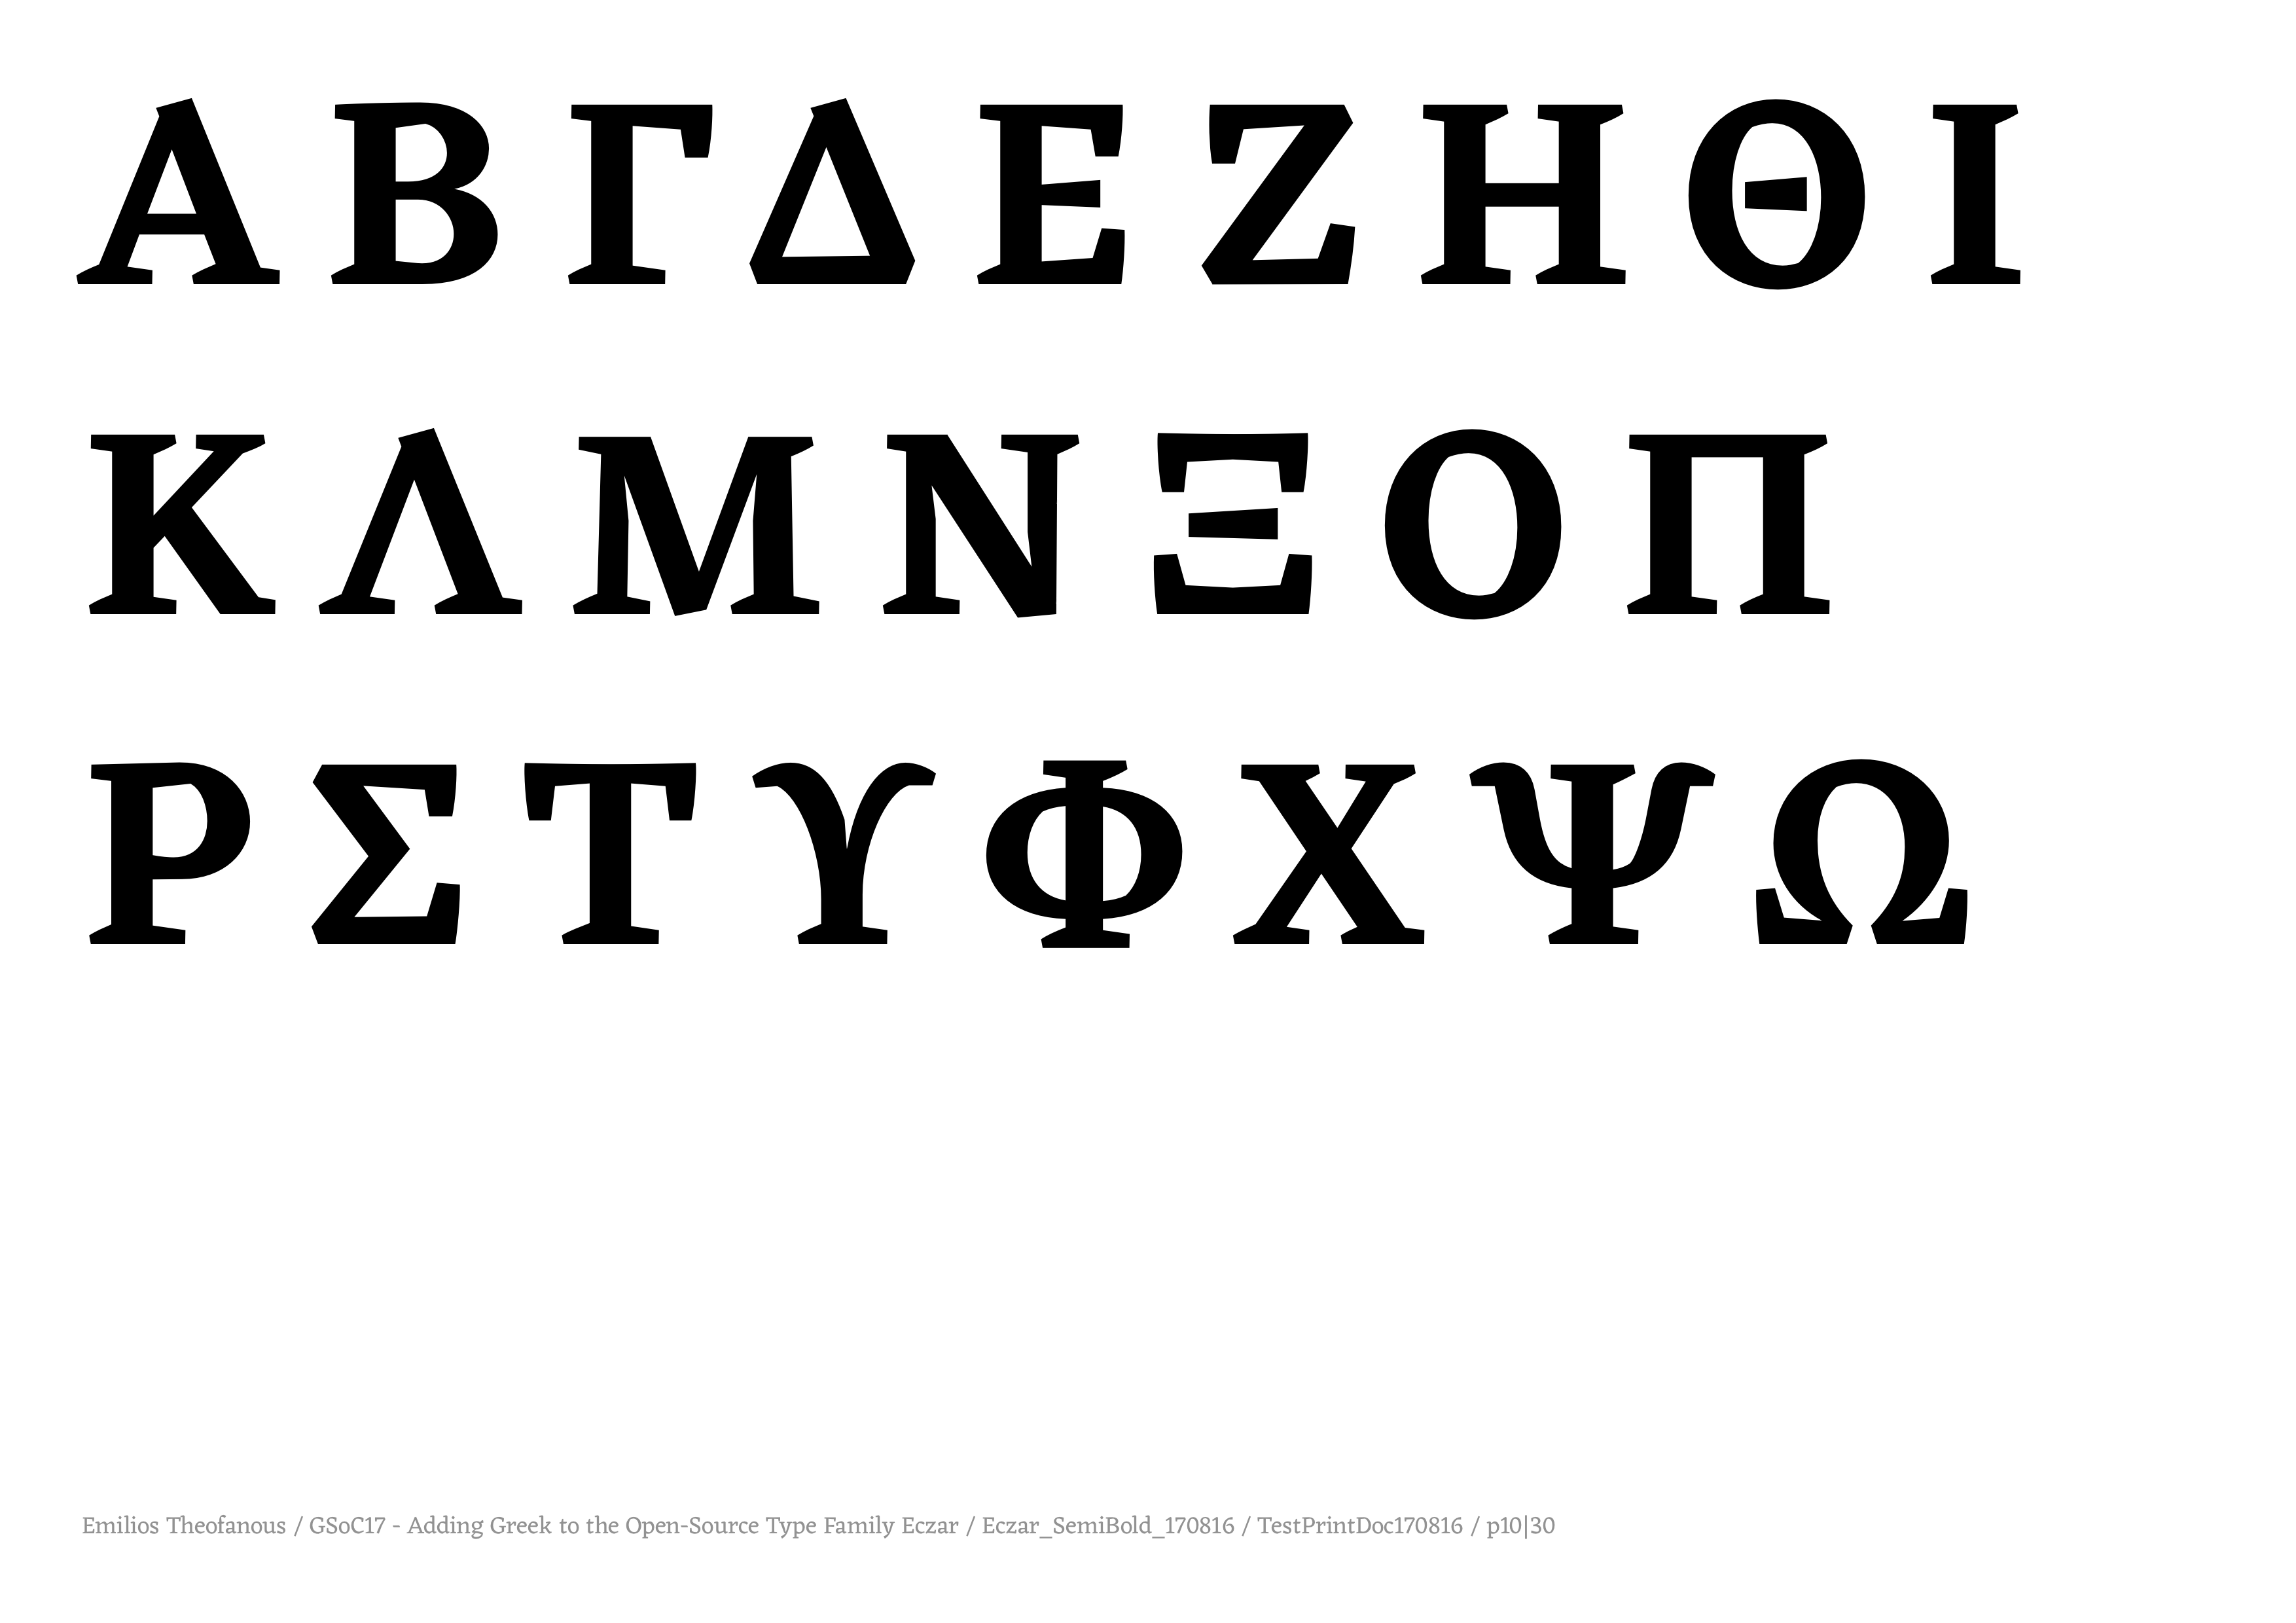 ΑΒΓΔΕΖΗΘΙ
ΚΛΜΝΞΟΠ
ΡΣΤϒΦΧΨΩ
Emilios Theofanous / GSoC17 - Adding Greek to the Open-Source Type Family Eczar / Eczar_SemiBold_170816 / TestPrintDoc170816 / p10|30